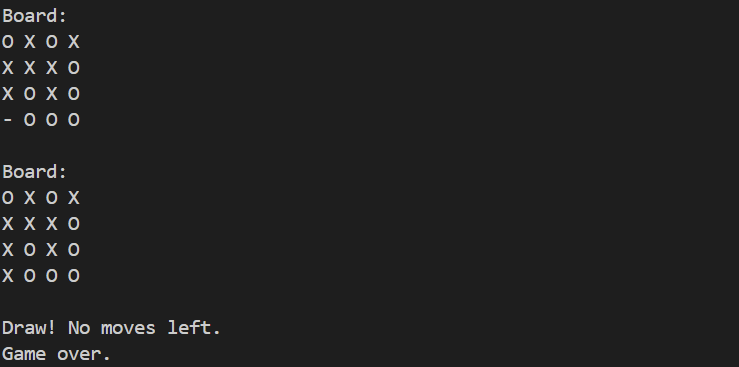 Board:
O X O X
X X X O
X O X O
- O O O
Board:
O X O X
X X X O
X O X O
X O O O
Draw! No moves left.
Game over.